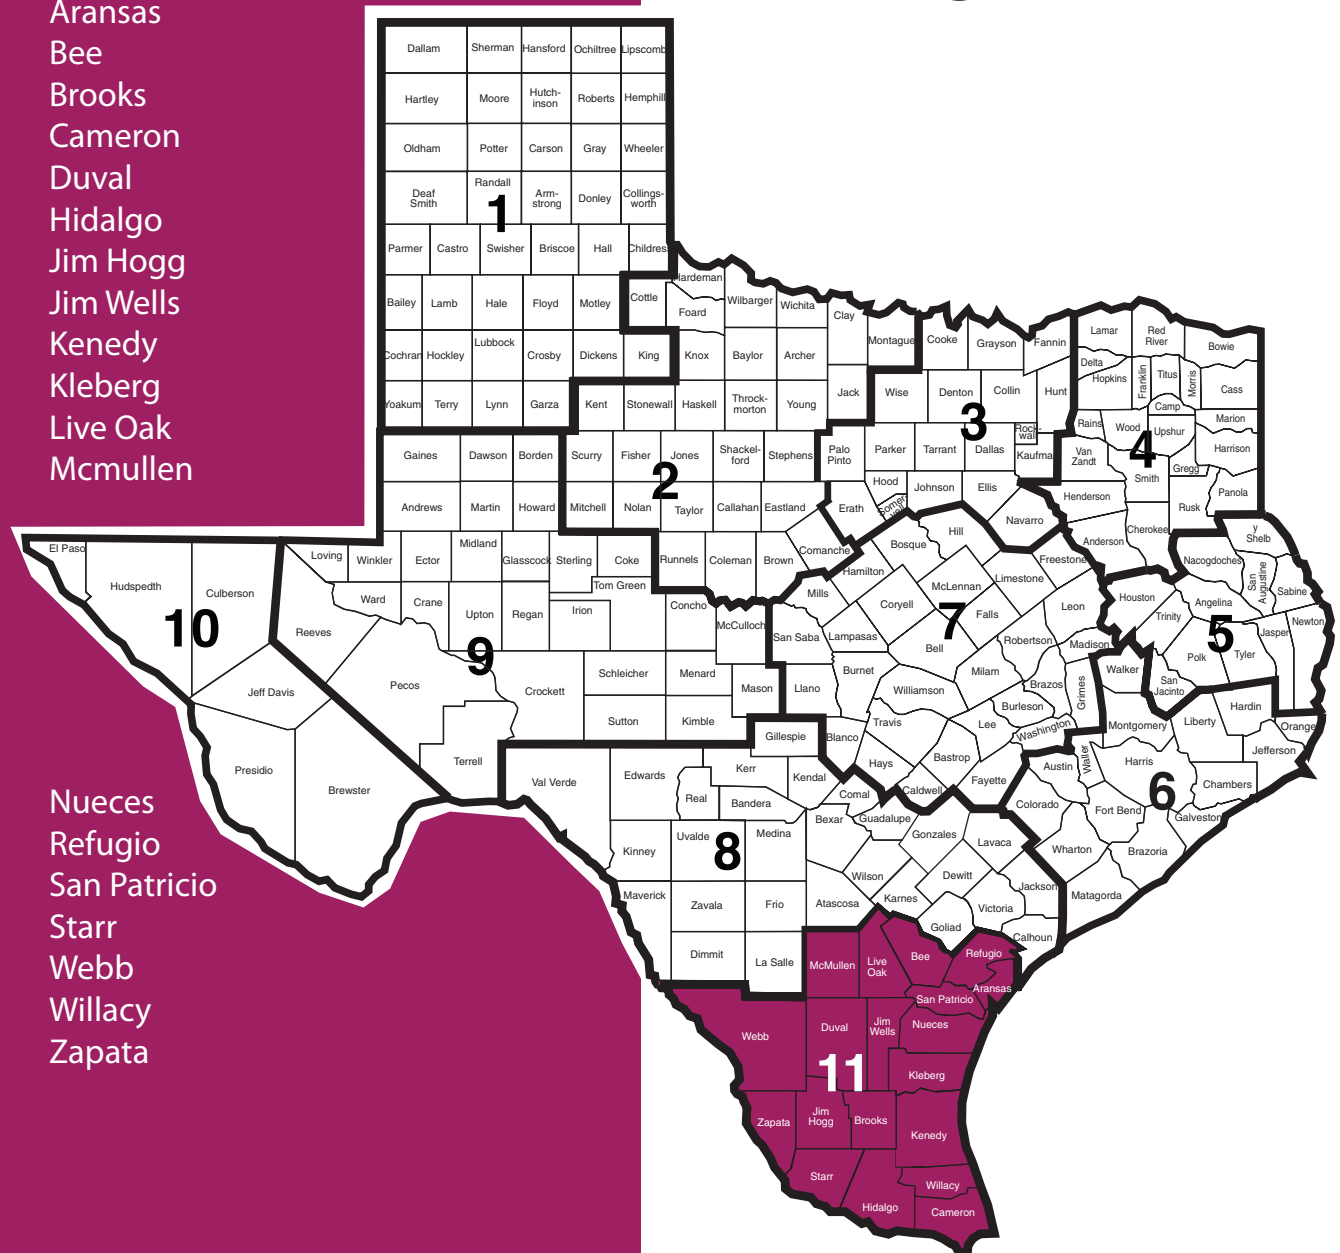 Aransas
Bee
Brooks
Cameron
Duval
Hidalgo
Jim Hogg
Jim Wells
Kenedy
Kleberg
Live Oak
Mcmullen
Nueces
Refugio
San Patricio
Starr
Webb
Willacy
Zapata
Dallam Sherman Hansford Ochiltree Lipscomb
Hartley Moore Hutch-
inson Roberts Hemphill
Oldham Potter Carson Gray Wheeler
Deaf
Smith Randall Arm-
strong Donley Collings-
worth
1
Parmer Castro Swisher Briscoe Hall Childres
Bailey Lamb Hale Floyd Motley Cottle Hardeman
Foard Wilbarger Wichita Clay
Cochran Hockley Lubbock Crosby Dickens King Knox Baylor Archer Montague Cooke Grayson Fannin
Lamar Red
River Bowie
Delta Hopkins Franklin Titus Morris Cass
Yoakum Terry Lynn Garza Kent Stonewall Haskell Throck-
morton Young Jack Wise Denton Collin Hunt
3
Rains Wood Camp Upshur Marion
Harrison
4
Gaines Dawson Borden Scurry Fisher Jones Shackel-
ford Stephens Palo
Pinto Parker Tarrant Dallas Rock-
wall Kaufma Van
Zandt Smith Gregg
2
Andrews Martin Howard Mitchell Nolan Taylor Callahan Eastland Erath Hood Somer-
vell Johnson Ellis Henderson Rusk Panola
Navarro Anderson Cherokee y
Shelb
El Paso Hudspeth Culberson
10
Loving Winkler Ector Midland Glasscock Sterling Coke Runnels Coleman Brown Comanche Bosque Hill Freestone Nacogdoches San
Augustine Sabine
Ward Crane Upton Regan Irion Tom Green Concho McCulloch Mills Hamilton Coryell McLennan Limestone Falls Leon Houston Trinity Angelina Jasper Newton
9
7
5
Reeves Pecos Crockett Schleicher Menard San Saba Lampasas Bell Robertson Madison Walker Polk Tyler
Jeff Davis Presidio Brewster Terrell Sutton Kimble Mason Llano Burnet Williamson Milam Brazos Grimes San
Jacinto
Gillespie Blanco Travis Lee Burleson Washington Montgomery Liberty Hardin Orange
Val Verde Edwards Kerr Kendal Hays Bastrop Fayette Austin Waller Harris Jefferson
Real Bandera Comal Caldwell Colorado Fort Bend Chambers
6
Kinney Uvalde Medina Bexar Guadalupe Gonzales Lavaca Wharton Brazoria Galveston
8
Maverick Zavala Frio Atascosa Wilson Karnes Dewitt Victoria Jackson Matagorda
Dimmit La Salle McMullen Live
Oak Bee Goliad Refugio Calhoun
Aransas
San Patricio
Webb Duval Jim
Wells Nueces
11
Kleberg
Zapata Jim
Hogg Brooks Kenedy
Starr Hidalgo Willacy
Cameron